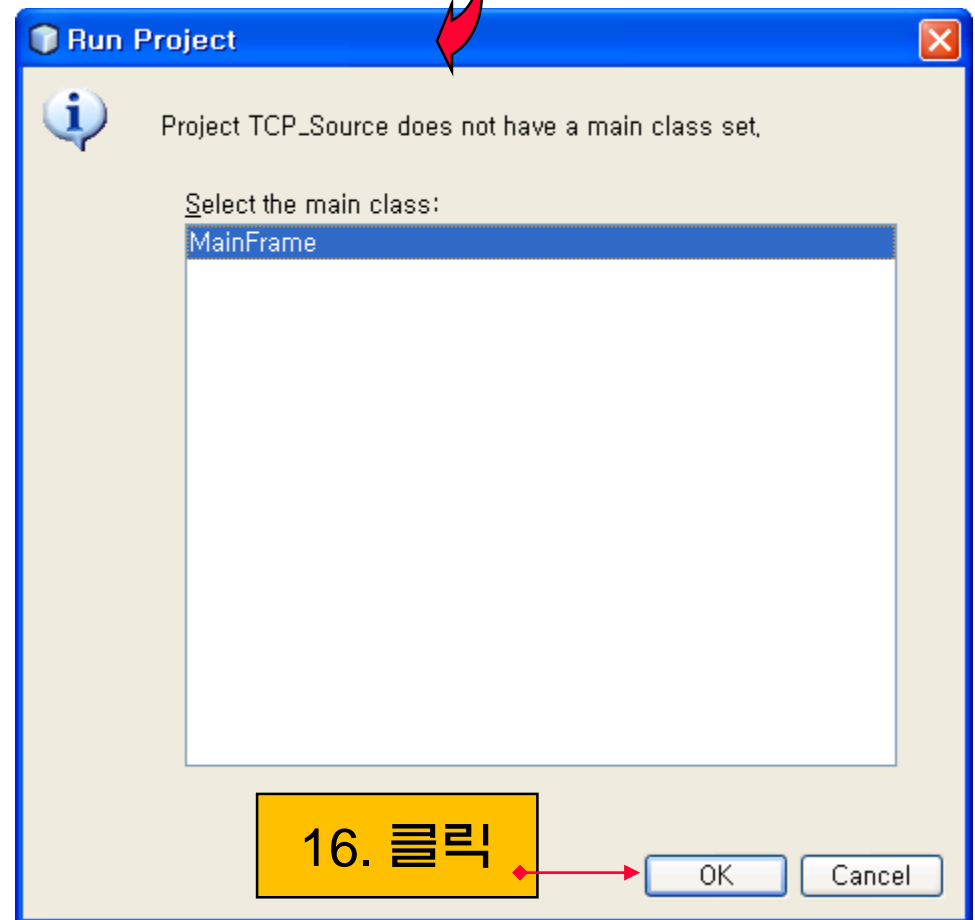 Run Project
Project TCP_Source does not have a main class set,
Select the main class:
MainFrame
16. 클릭
OK
Cancel